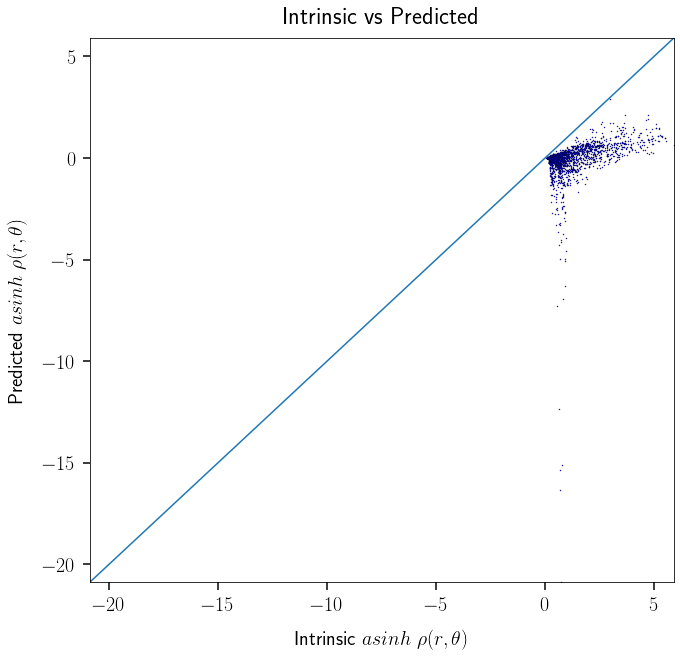 Intrinsic vs Predicted
Predicted asinh ρ(r, θ)
5
0
−5
−10
−15
−20
−20 −15 −10 −5 0 5
Intrinsic asinh ρ(r, θ)